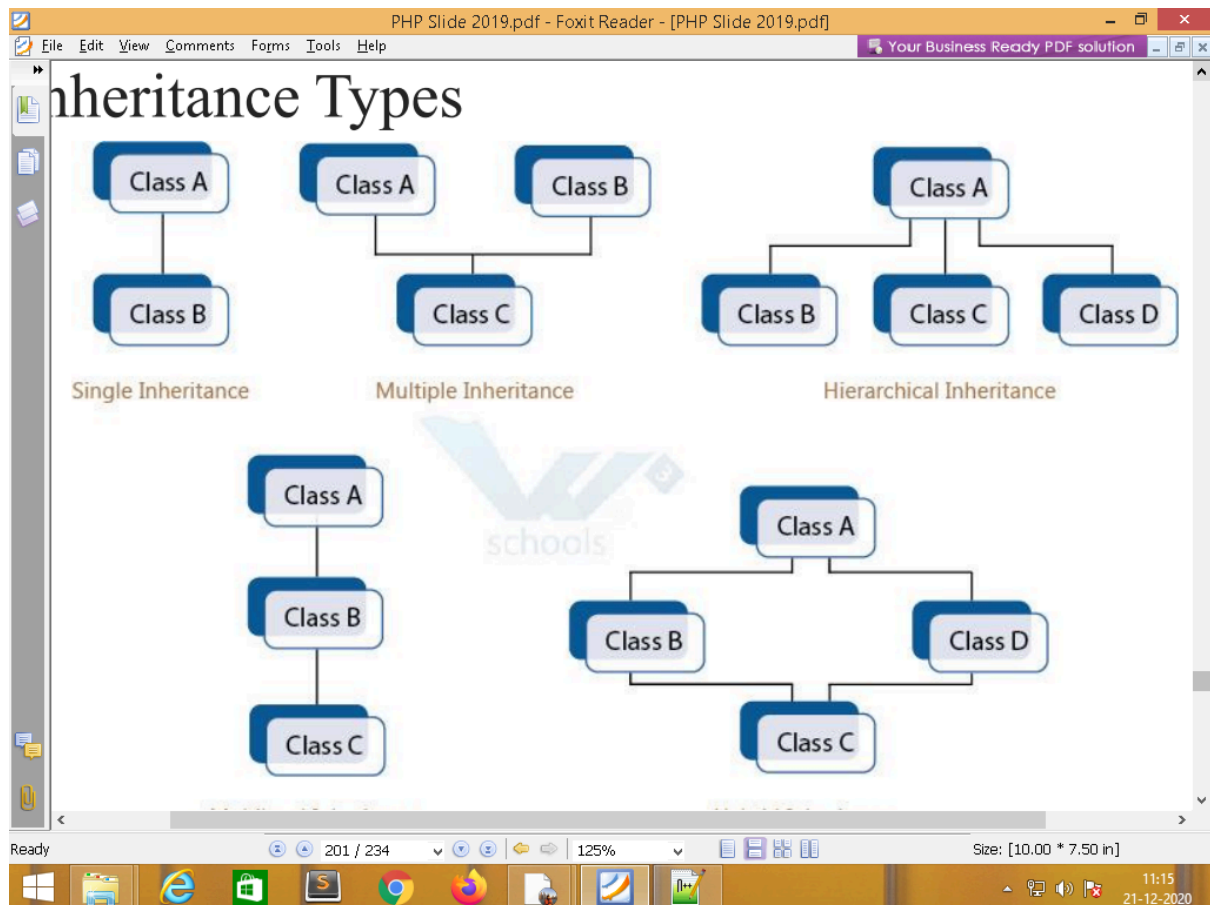 PHP Slide 2019.pdf - Foxit Reader - [PHP Slide 2019.pdf]
File Edit View Comments Forms Tools Help
Your Business Ready PDF solution
nheritance Types
Class A
Class B
Single Inheritance
Class A Class B
Class C
Multiple Inheritance
Class A
Class B Class C Class D
Hierarchical Inheritance
W3
schools
Class A
Class B
Class C
Class A
Class B Class D
Class C
Ready
201 / 234
125%
Size: [10.00 * 7.50 in]
S
N++
11:15
21-12-2020